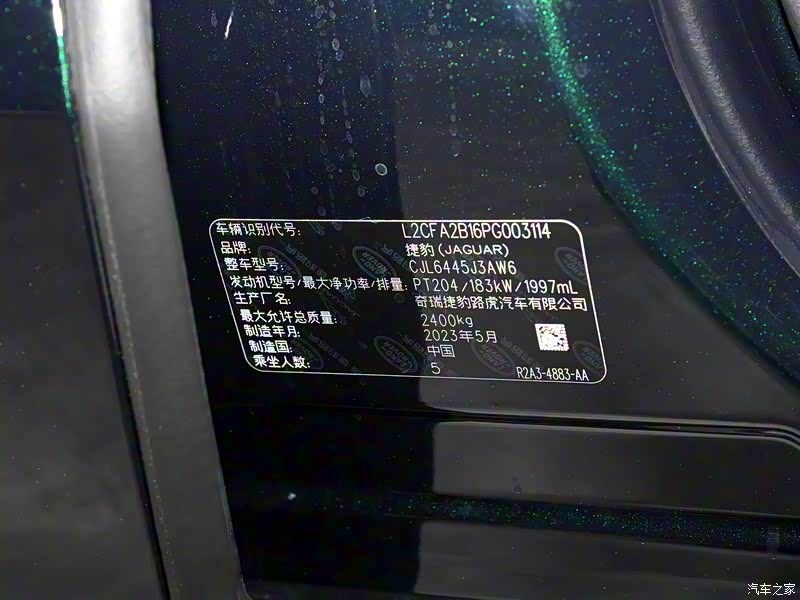 车辆识别代号: L2CFA2B16PG003114
品牌: 捷豹(JAGUAR)
整车型号: CJL6445J3AW6
发动机型号/最大净功率/排量: PT204/183kW/1997mL
生产厂名: 奇瑞捷豹路虎汽车有限公司
最大允许总质量: 2400kg
制造年月: 2023年5月
制造国: 中国
乘坐人数: 5
R2A3-4883-AA
汽车之家